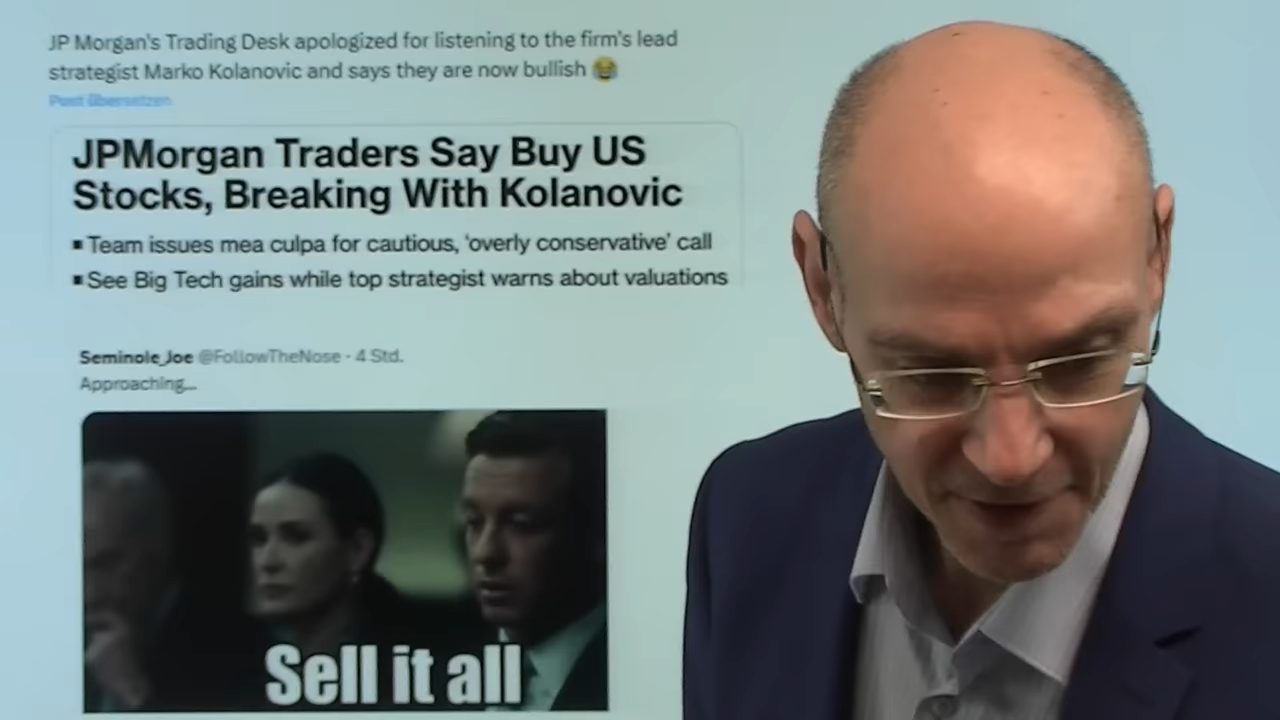 JP Morgan's Trading Desk apologized for listening to the firm's lead
strategist Marko Kolanovic and says they are now bullish 😭
Post übersetzen
JPMorgan Traders Say Buy US
Stocks, Breaking With Kolanovic
▪ Team issues mea culpa for cautious, 'overly conservative' call
▪ See Big Tech gains while top strategist warns about valuations
Seminole_Joe @FollowTheNose · 4 Std.
Approaching...
Sell it all